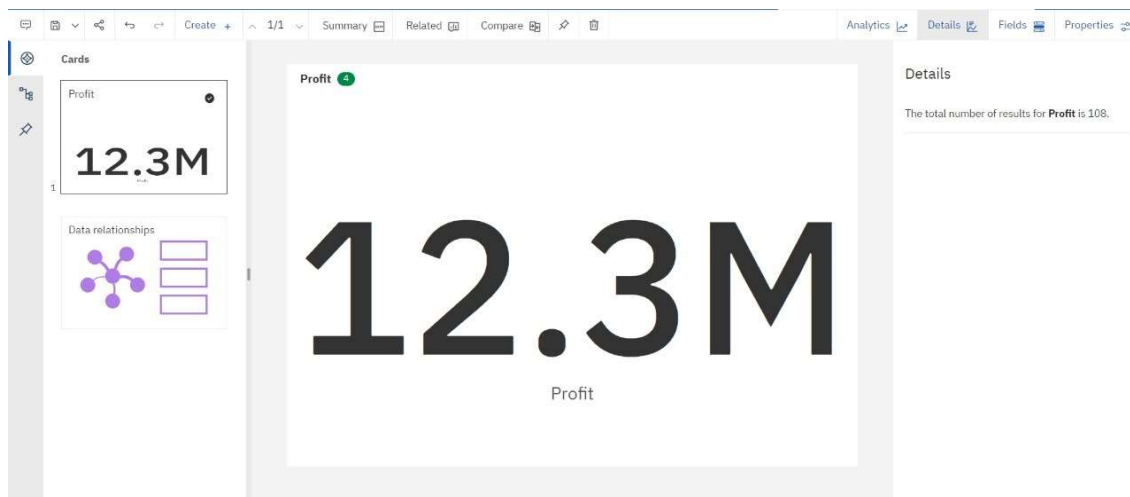 Create + 1/1 Summary Related Compare Analytics Details Fields Properties
Cards
Profit
12.3M
1
Data relationships
Profit 4
12.3M
Profit
Details
The total number of results for Profit is 108.